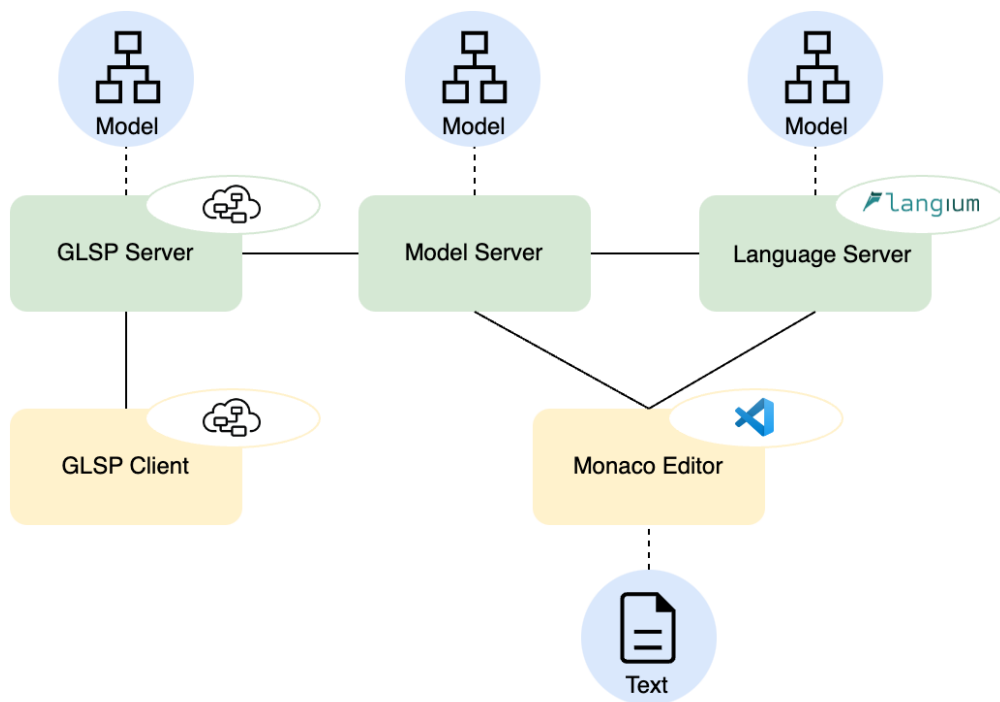 Model
Model
Model
langium
GLSP Server
Model Server
Language Server
GLSP Client
Monaco Editor
Text